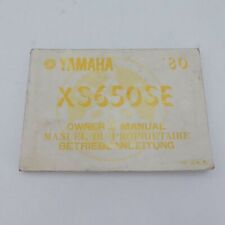 YAMAHA '80
XS650SE
OWNER'S MANUAL
MANUEL DU PROPRIETAIRE
BETRIEBSANLEITUNG